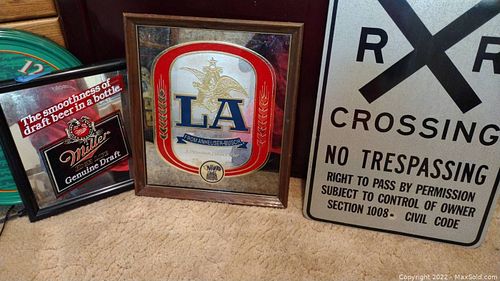 12
The smoothness of
draft beer in a bottle.
Miller
Genuine Draft
LA
FROM ANHEUSER-BUSCH
R R
CROSSING
NO TRESPASSING
RIGHT TO PASS BY PERMISSION
SUBJECT TO CONTROL OF OWNER
SECTION 1008- CIVIL CODE
Copyright 2022 - MaxSold.com